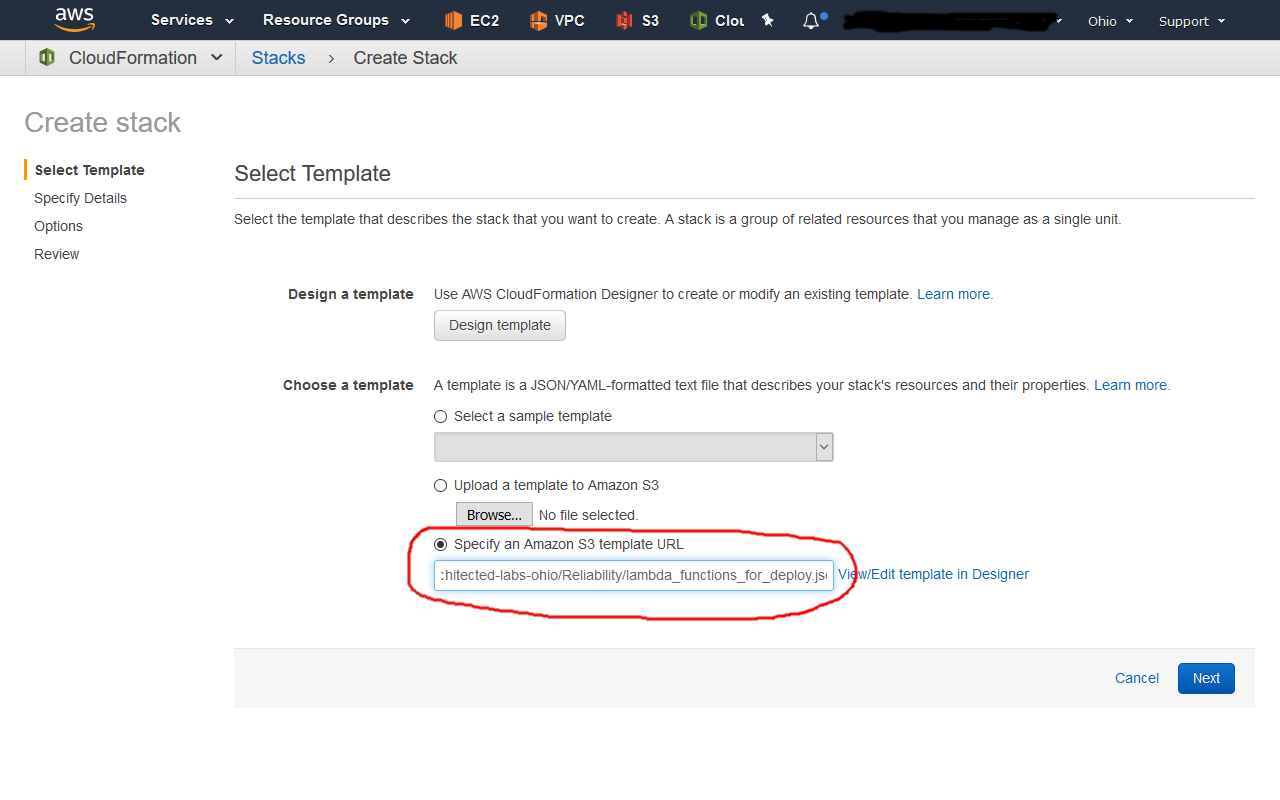 aws Services Resource Groups EC2 VPC S3 Clou Ohio Support
CloudFormation Stacks > Create Stack
Create stack
Select Template
Specify Details
Options
Review
Select Template
Select the template that describes the stack that you want to create. A stack is a group of related resources that you manage as a single unit.
Design a template Use AWS CloudFormation Designer to create or modify an existing template. Learn more.
Design template
Choose a template A template is a JSON/YAML-formatted text file that describes your stack's resources and their properties. Learn more.
Select a sample template
Upload a template to Amazon S3
Browse... No file selected.
Specify an Amazon S3 template URL
chitected-labs-ohio/Reliability/lambda_functions_for_deploy.jso View/Edit template in Designer
Cancel Next